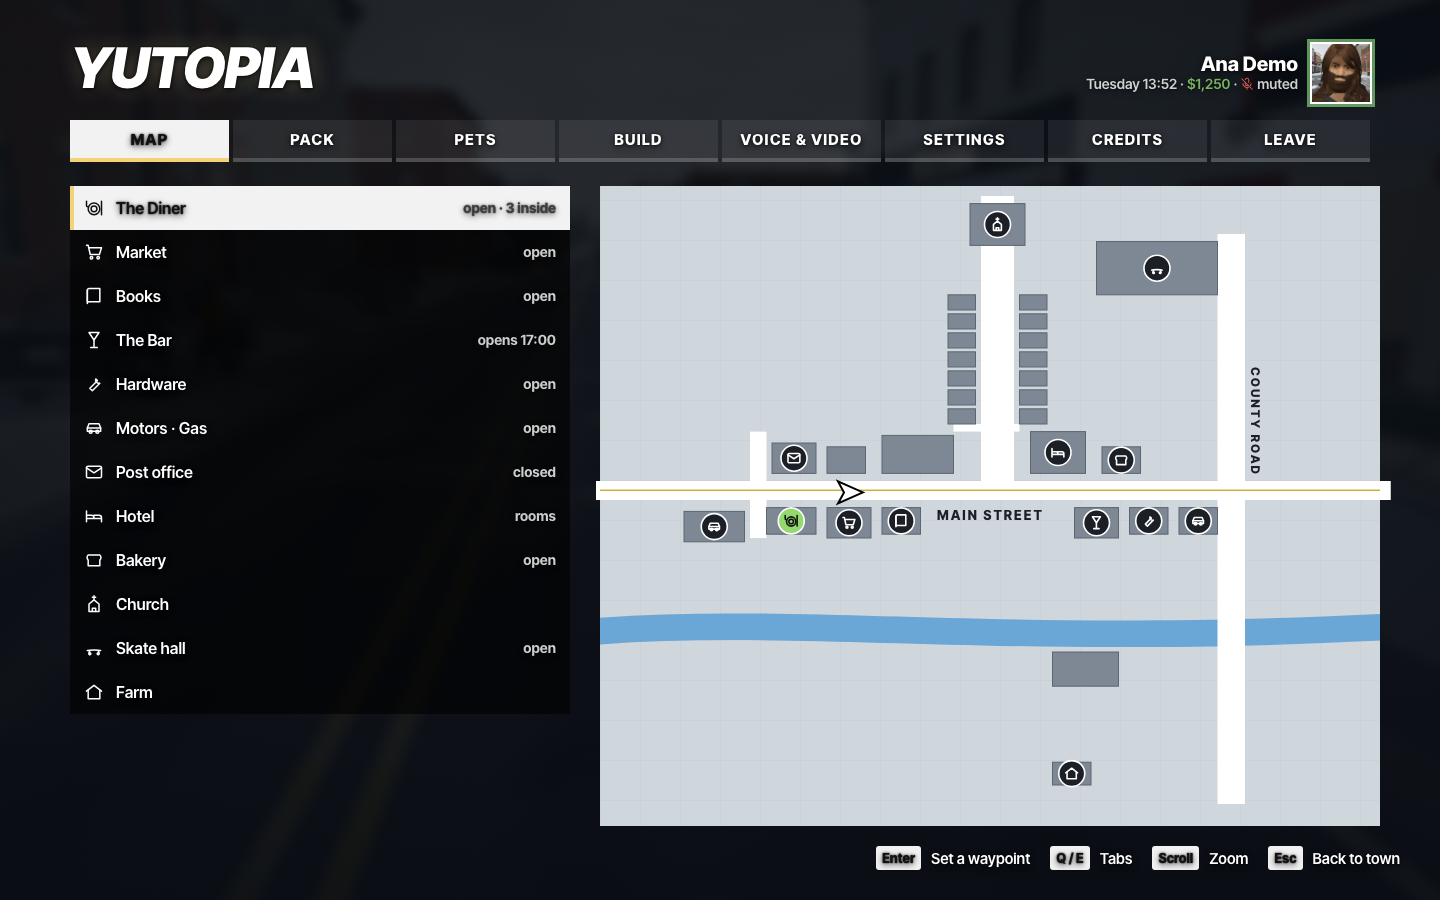 YUTOPIA
Ana Demo
Tuesday 13:52 · $1,250 · muted
MAP
PACK
PETS
BUILD
VOICE & VIDEO
SETTINGS
CREDITS
LEAVE
The Diner open · 3 inside
Market open
Books open
The Bar opens 17:00
Hardware open
Motors · Gas open
Post office closed
Hotel rooms
Bakery open
Church
Skate hall open
Farm
COUNTY ROAD
MAIN STREET
Enter Set a waypoint Q / E Tabs Scroll Zoom Esc Back to town